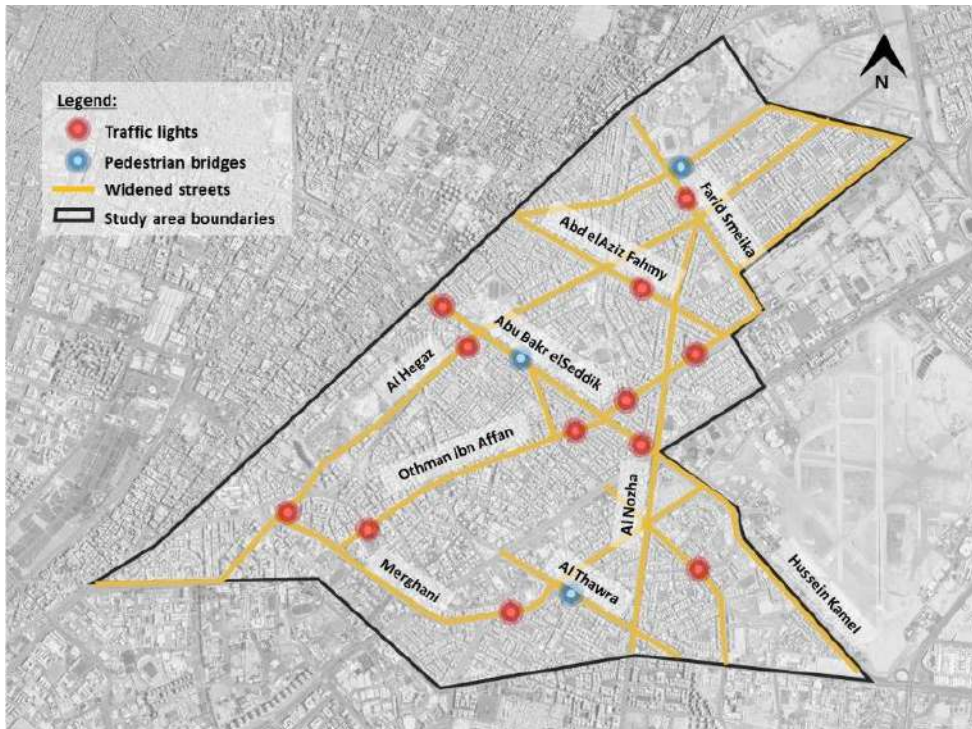 N
Legend:
Traffic lights
Pedestrian bridges
Widened streets
Study area boundaries
Farid Smeika
Abd elAziz Fahmy
Abu Bakr elSeddik
Al Hegaz
Othman ibn Affan
Al Nozha
Merghani
Al Thawra
Hussein Kamel